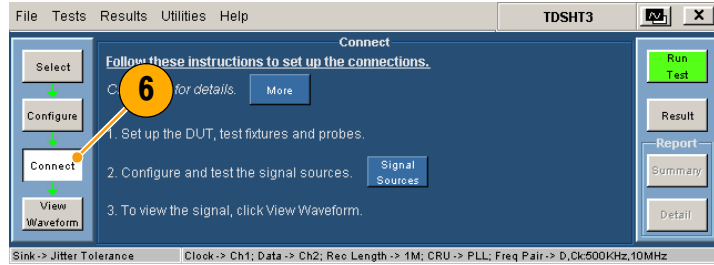 File Tests Results Utilities Help TDSHT3 X
Connect
Select
Follow these instructions to set up the connections.
for details. More
Run
Test
6
Configure
1. Set up the DUT, test fixtures and probes.
Result
Report
Connect
2. Configure and test the signal sources. Signal
Sources
Summary
View
Waveform
3. To view the signal, click View Waveform.
Detail
Sink -> Jitter Tolerance Clock -> Ch1; Data -> Ch2; Rec Length -> 1M; CRU -> PLL; Freq Pair -> D,Ck:500KHz,10MHz